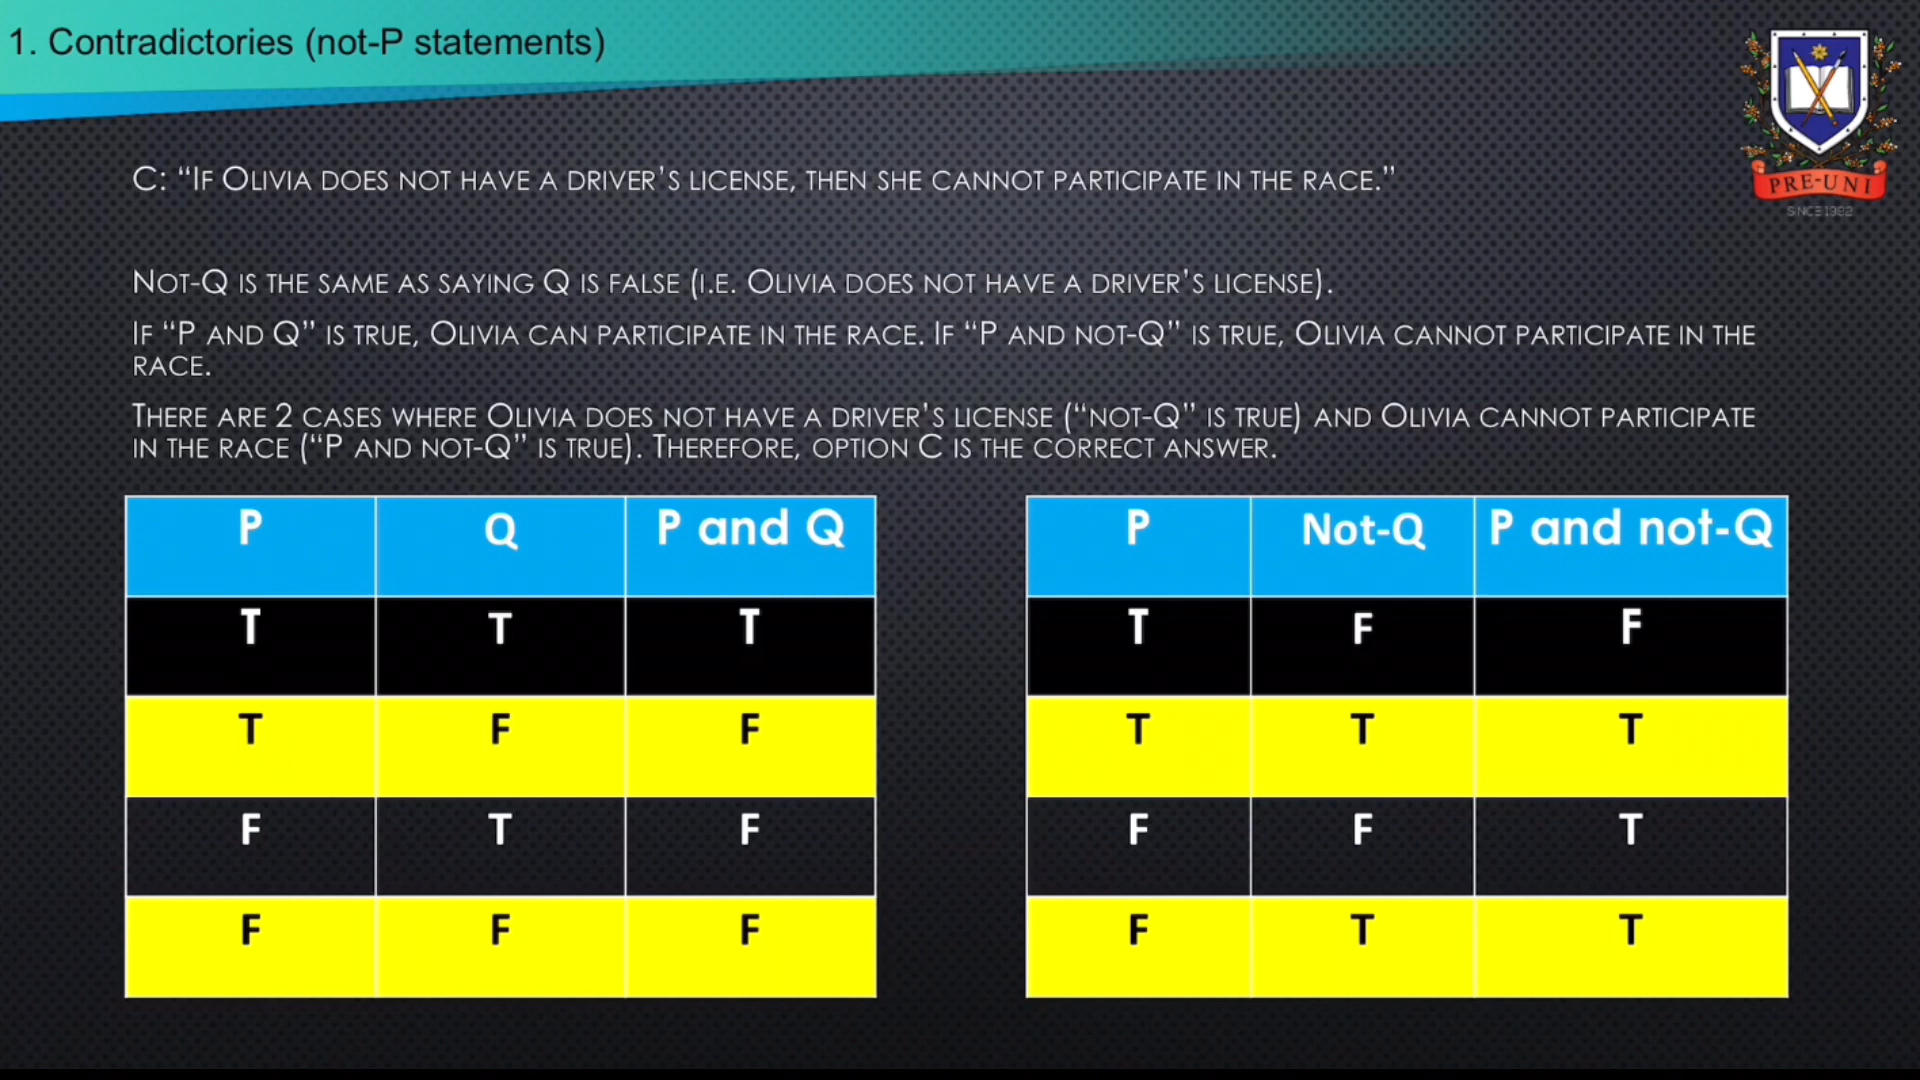 1. Contradictories (not-P statements)
PRE-UNI
SINCE 1992
C: “If Olivia does not have a driver’s license, then she cannot participate in the race.”
Not-Q is the same as saying Q is false (i.e. Olivia does not have a driver’s license).
If “P and Q” is true, Olivia can participate in the race. If “P and not-Q” is true, Olivia cannot participate in the
race.
There are 2 cases where Olivia does not have a driver’s license (“not-Q” is true) and Olivia cannot participate
in the race (“P and not-Q” is true). Therefore, option C is the correct answer.
P Q P and Q
T T T
T F F
F T F
F F F
P Not-Q P and not-Q
T F F
T T T
F F T
F T T